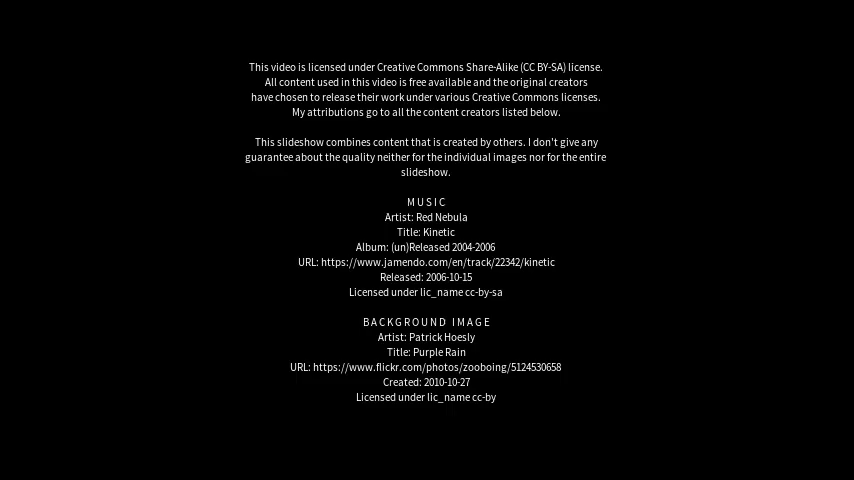 This video is licensed under Creative Commons Share-Alike (CC BY-SA) license.
All content used in this video is free available and the original creators
have chosen to release their work under various Creative Commons licenses.
My attributions go to all the content creators listed below.
This slideshow combines content that is created by others. I don't give any
guarantee about the quality neither for the individual images nor for the entire
slideshow.
MUSIC
Artist: Red Nebula
Title: Kinetic
Album: (un)Released 2004-2006
URL: https://www.jamendo.com/en/track/22342/kinetic
Released: 2006-10-15
Licensed under lic_name cc-by-sa
BACKGROUND IMAGE
Artist: Patrick Hoesly
Title: Purple Rain
URL: https://www.flickr.com/photos/zooboing/5124530658
Created: 2010-10-27
Licensed under lic_name cc-by